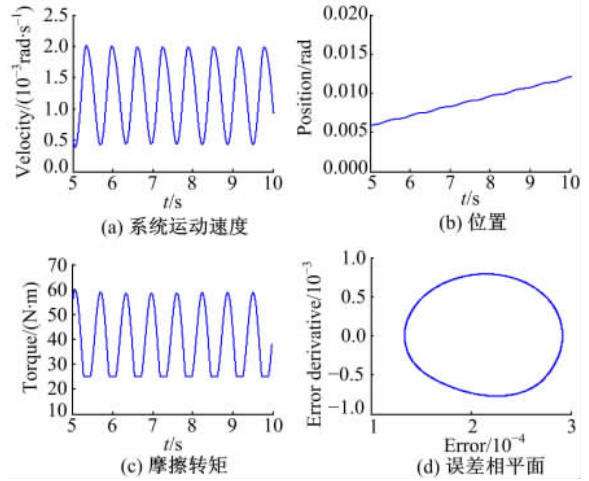 Velocity/(10⁻³rad·s⁻¹)
2.5
2.0
1.5
1.0
0.5
0.0
5 6 7 8 9 10
t/s
(a) 系统运动速度
Position/rad
0.020
0.015
0.010
0.005
0.000
5 6 7 8 9 10
t/s
(b) 位置
Torque/(N·m)
70
60
50
40
30
20
10
5 6 7 8 9 10
t/s
(c) 摩擦转矩
Error derivative/10⁻³
1.0
0.5
0.0
−0.5
−1.0
1 2 3
Error/10⁻⁴
(d) 误差相平面